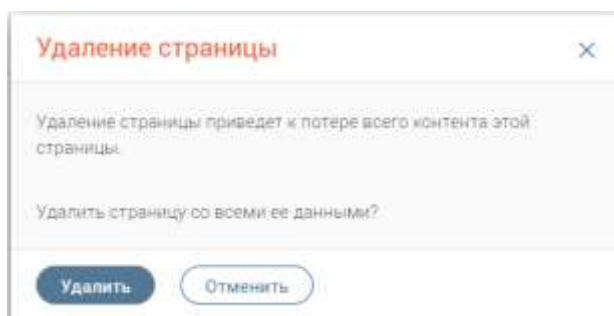 Удаление страницы
Удаление страницы приведет к потере всего контента этой
страницы.
Удалить страницу со всеми ее данными?
Удалить
Отменить